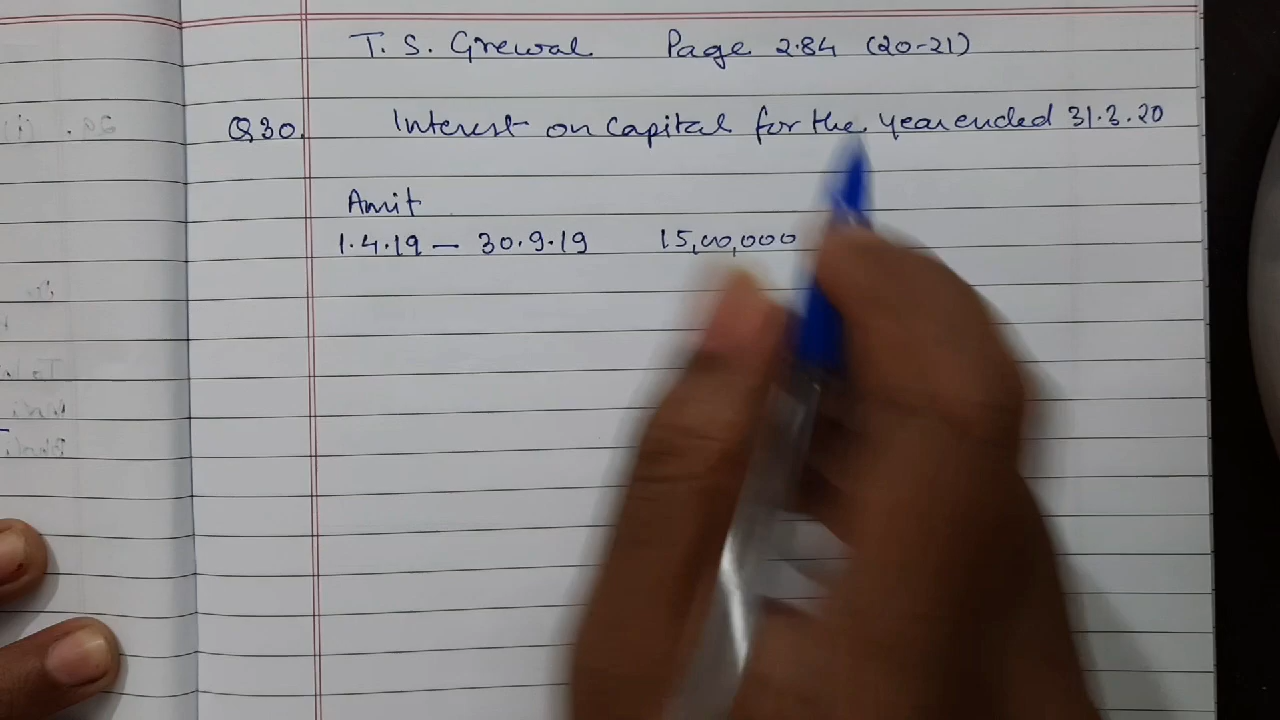 T. S. Grewal Page 2.84 (20-21)
Q30. Interest on Capital for the year ended 31.3.20
Amit
1.4.19 — 30.9.19 15,00,000